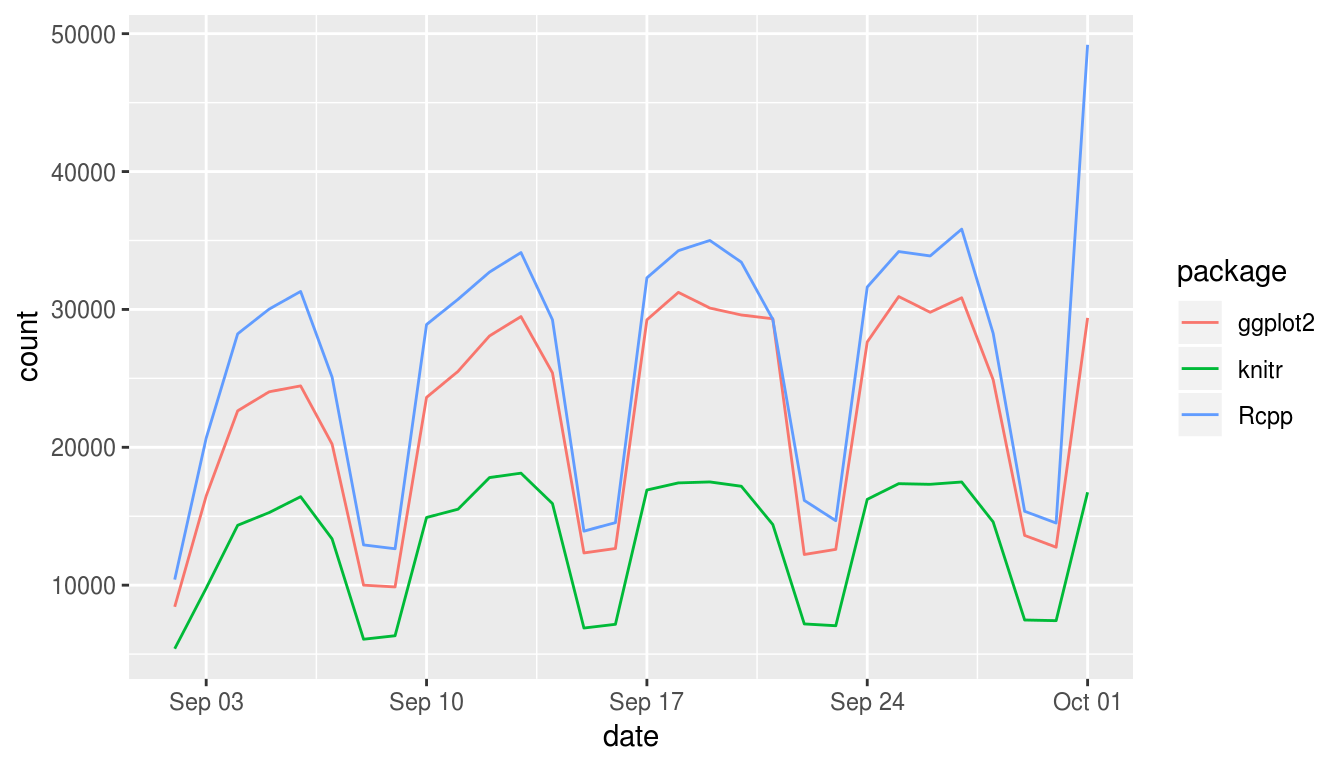 50000
40000
30000
20000
10000
count
Sep 03 Sep 10 Sep 17 Sep 24 Oct 01
date
package
ggplot2
knitr
Rcpp